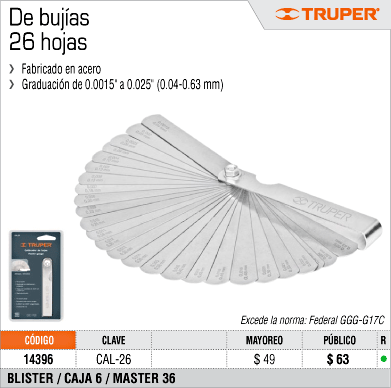 De bujías
26 hojas
TRUPER®
❯ Fabricado en acero
❯ Graduación de 0.0015" a 0.025" (0.04-0.63 mm)
TRUPER
TRUPER
Excede la norma: Federal GGG-G17C
CÓDIGO CLAVE MAYOREO PÚBLICO R
14396 CAL-26 $ 49 $ 63
BLISTER / CAJA 6 / MASTER 36